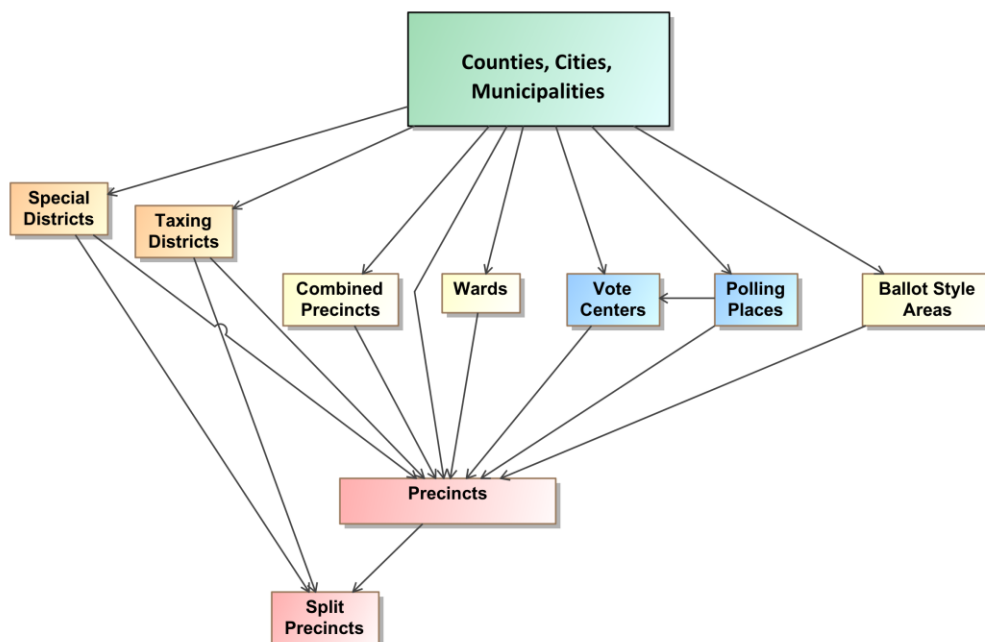 Counties, Cities,
Municipalities
Special
Districts
Taxing
Districts
Combined
Precincts
Wards
Vote
Centers
Polling
Places
Ballot Style
Areas
Precincts
Split
Precincts